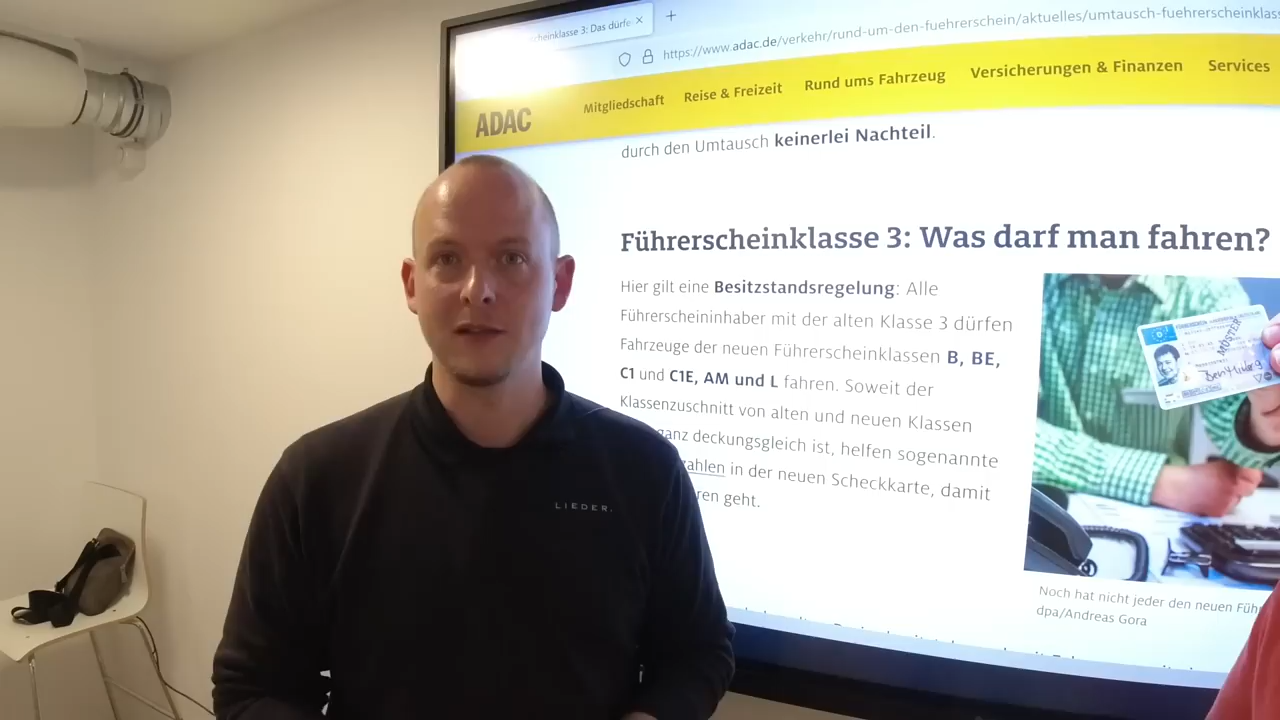 cheinklasse 3: Das dürfe
https://www.adac.de/verkehr/rund-um-den-fuehrerschein/aktuelles/umtausch-fuehrerscheinklas
ADAC Mitgliedschaft Reise & Freizeit Rund ums Fahrzeug Versicherungen & Finanzen Services
durch den Umtausch keinerlei Nachteil.
Führerscheinklasse 3: Was darf man fahren?
Hier gilt eine Besitzstandsregelung: Alle
Führerscheininhaber mit der alten Klasse 3 dürfen
Fahrzeuge der neuen Führerscheinklassen B, BE,
C1 und C1E, AM und L fahren. Soweit der
Klassenzuschnitt von alten und neuen Klassen
ganz deckungsgleich ist, helfen sogenannte
ahlen in der neuen Scheckkarte, damit
ren geht.
MUSTER
Noch hat nicht jeder den neuen Füh
dpa/Andreas Gora
LIEDER.